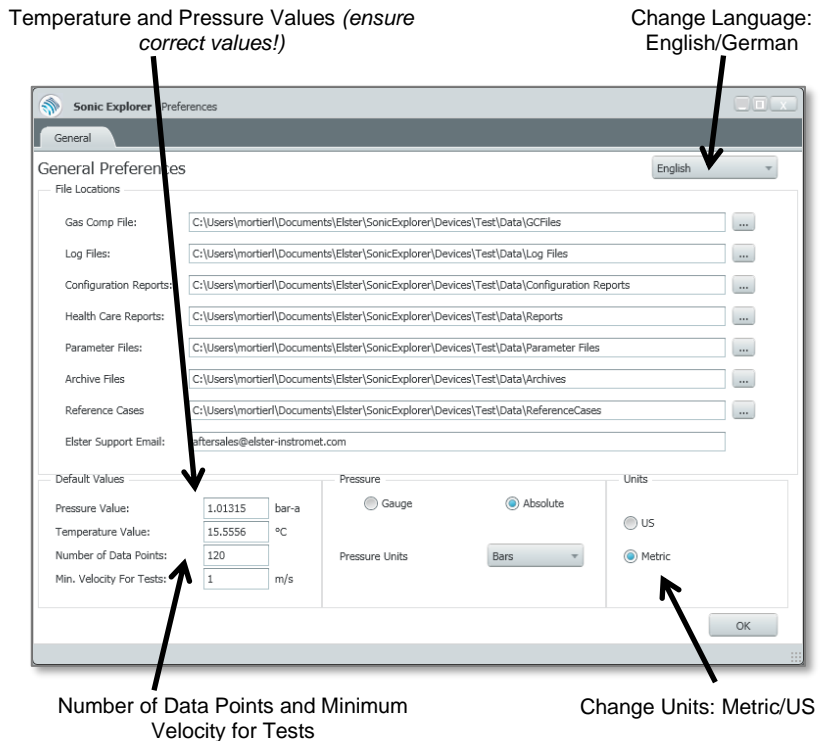 Temperature and Pressure Values (ensure
correct values!)
Change Language:
English/German
Sonic Explorer Preferences
General
General Preferences
English
File Locations
Gas Comp File: C:\Users\mortierl\Documents\Elster\SonicExplorer\Devices\Test\Data\GCFiles ...
Log Files: C:\Users\mortierl\Documents\Elster\SonicExplorer\Devices\Test\Data\Log Files ...
Configuration Reports: C:\Users\mortierl\Documents\Elster\SonicExplorer\Devices\Test\Data\Configuration Reports ...
Health Care Reports: C:\Users\mortierl\Documents\Elster\SonicExplorer\Devices\Test\Data\Reports ...
Parameter Files: C:\Users\mortierl\Documents\Elster\SonicExplorer\Devices\Test\Data\Parameter Files ...
Archive Files C:\Users\mortierl\Documents\Elster\SonicExplorer\Devices\Test\Data\Archives ...
Reference Cases C:\Users\mortierl\Documents\Elster\SonicExplorer\Devices\Test\Data\ReferenceCases ...
Elster Support Email: aftersales@elster-instromet.com
Default Values
Pressure Value: 1.01315 bar-a
Temperature Value: 15.5556 °C
Number of Data Points: 120
Min. Velocity For Tests: 1 m/s
Pressure
Gauge Absolute
Pressure Units Bars
Units
US
Metric
OK
Number of Data Points and Minimum
Velocity for Tests
Change Units: Metric/US